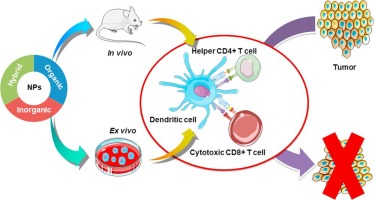 Hybrid
Organic
NPs
Inorganic
In vivo
Ex vivo
Helper CD4+ T cell
Dendritic cell
Cytotoxic CD8+ T cell
Tumor